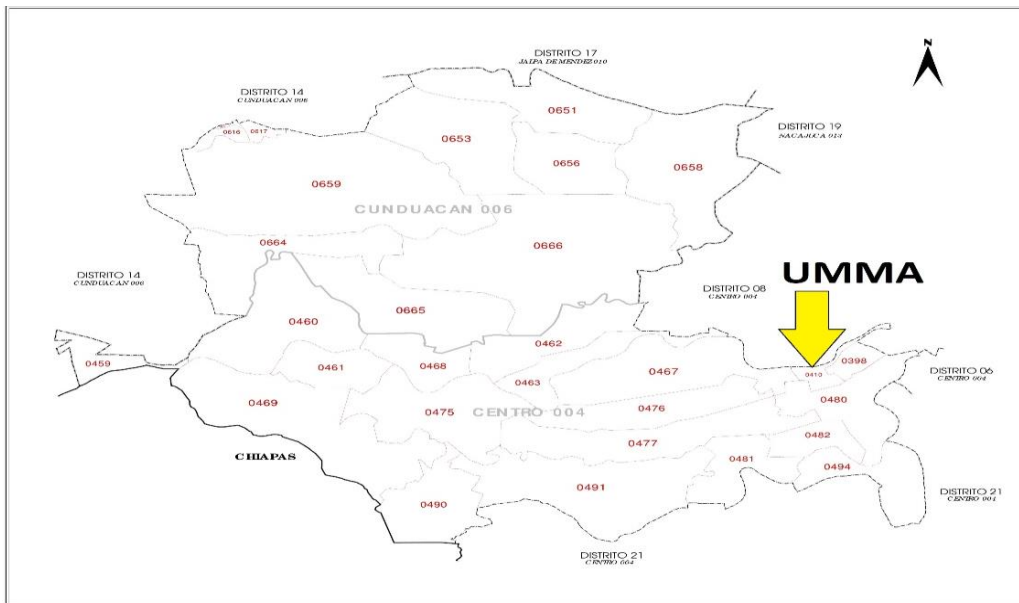 N
DISTRITO 17
JALPA DE MENDEZ 010
DISTRITO 14
CUNDUACAN 006
0651
0616 0617
0653
DISTRITO 19
NACAJUCA 013
0656
0658
0659
CUNDUACAN 006
0664
0666
UMMA
DISTRITO 14
CUNDUACAN 006
DISTRITO 08
CENTRO 004
0665
0460
0462
0459
0461
0468
0467
0398
0410
DISTRITO 06
CENTRO 004
0463
0469
0475
CENTRO 004
0476
0480
0477
0482
CHIAPAS
0481
0494
0491
0490
DISTRITO 21
CENTRO 004
DISTRITO 21
CENTRO 004